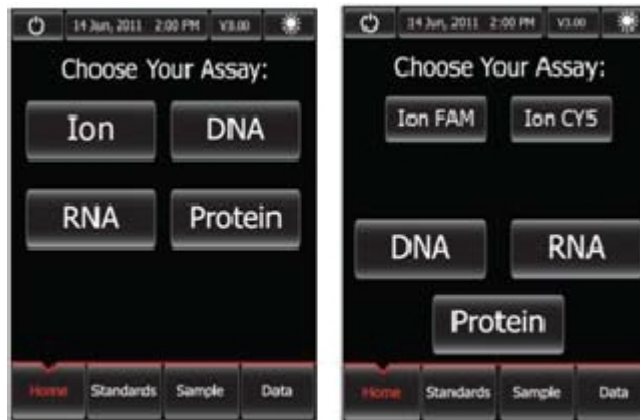 14 Jun, 2011 2:00 PM V3.00
Choose Your Assay:
Ion DNA
RNA Protein
Home Standards Sample Data
14 Jun, 2011 2:00 PM V3.00
Choose Your Assay:
Ion FAM Ion CY5
DNA RNA
Protein
Home Standards Sample Data